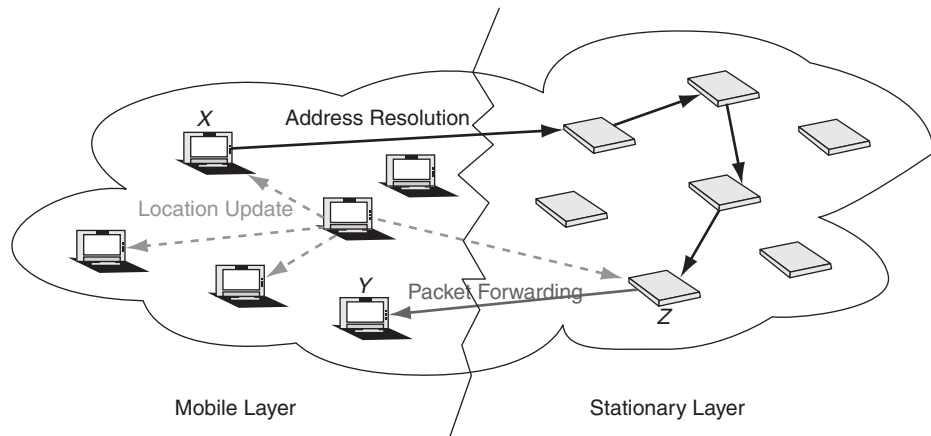 X
Address Resolution
Location Update
Y
Packet Forwarding
Z
Mobile Layer
Stationary Layer